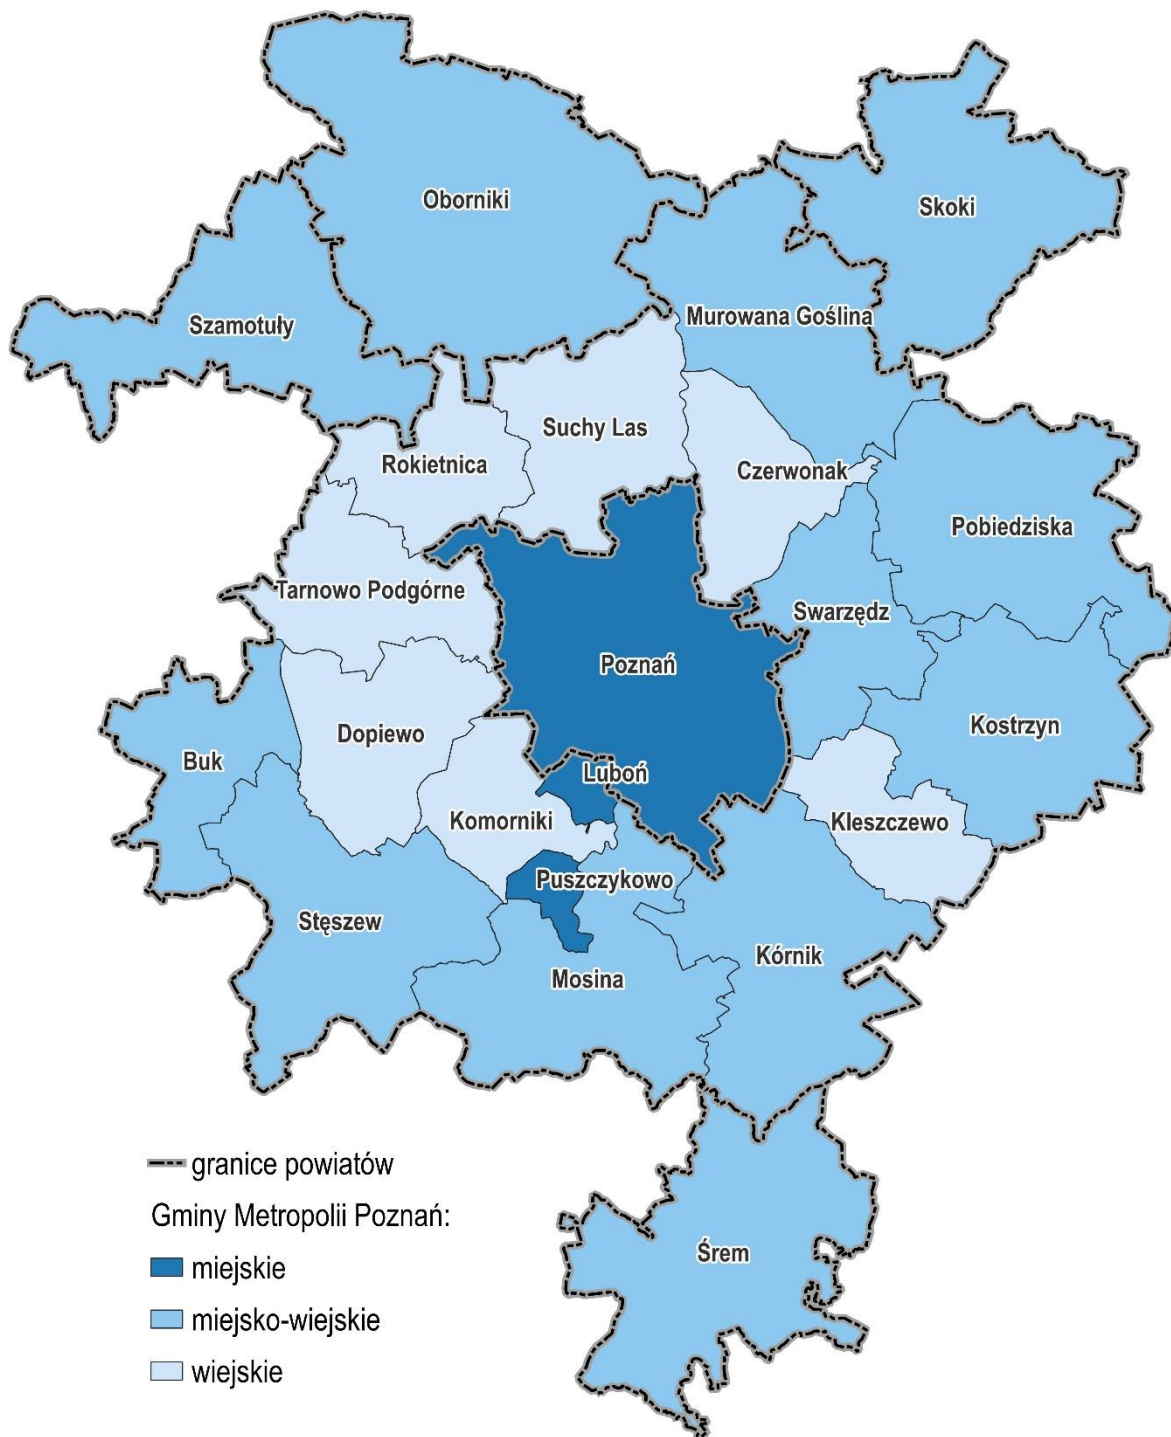 Oborniki
Skoki
Szamotuły
Murowana Goślina
Suchy Las
Rokietnica
Czerwonak
Pobiedziska
Tarnowo Podgórne
Swarzędz
Poznań
Kostrzyn
Dopiewo
Buk
Luboń
Komorniki
Kleszczewo
Puszczykowo
Stęszew
Kórnik
Mosina
granice powiatów
Gminy Metropolii Poznań:
miejskie
miejsko-wiejskie
wiejskie
Śrem